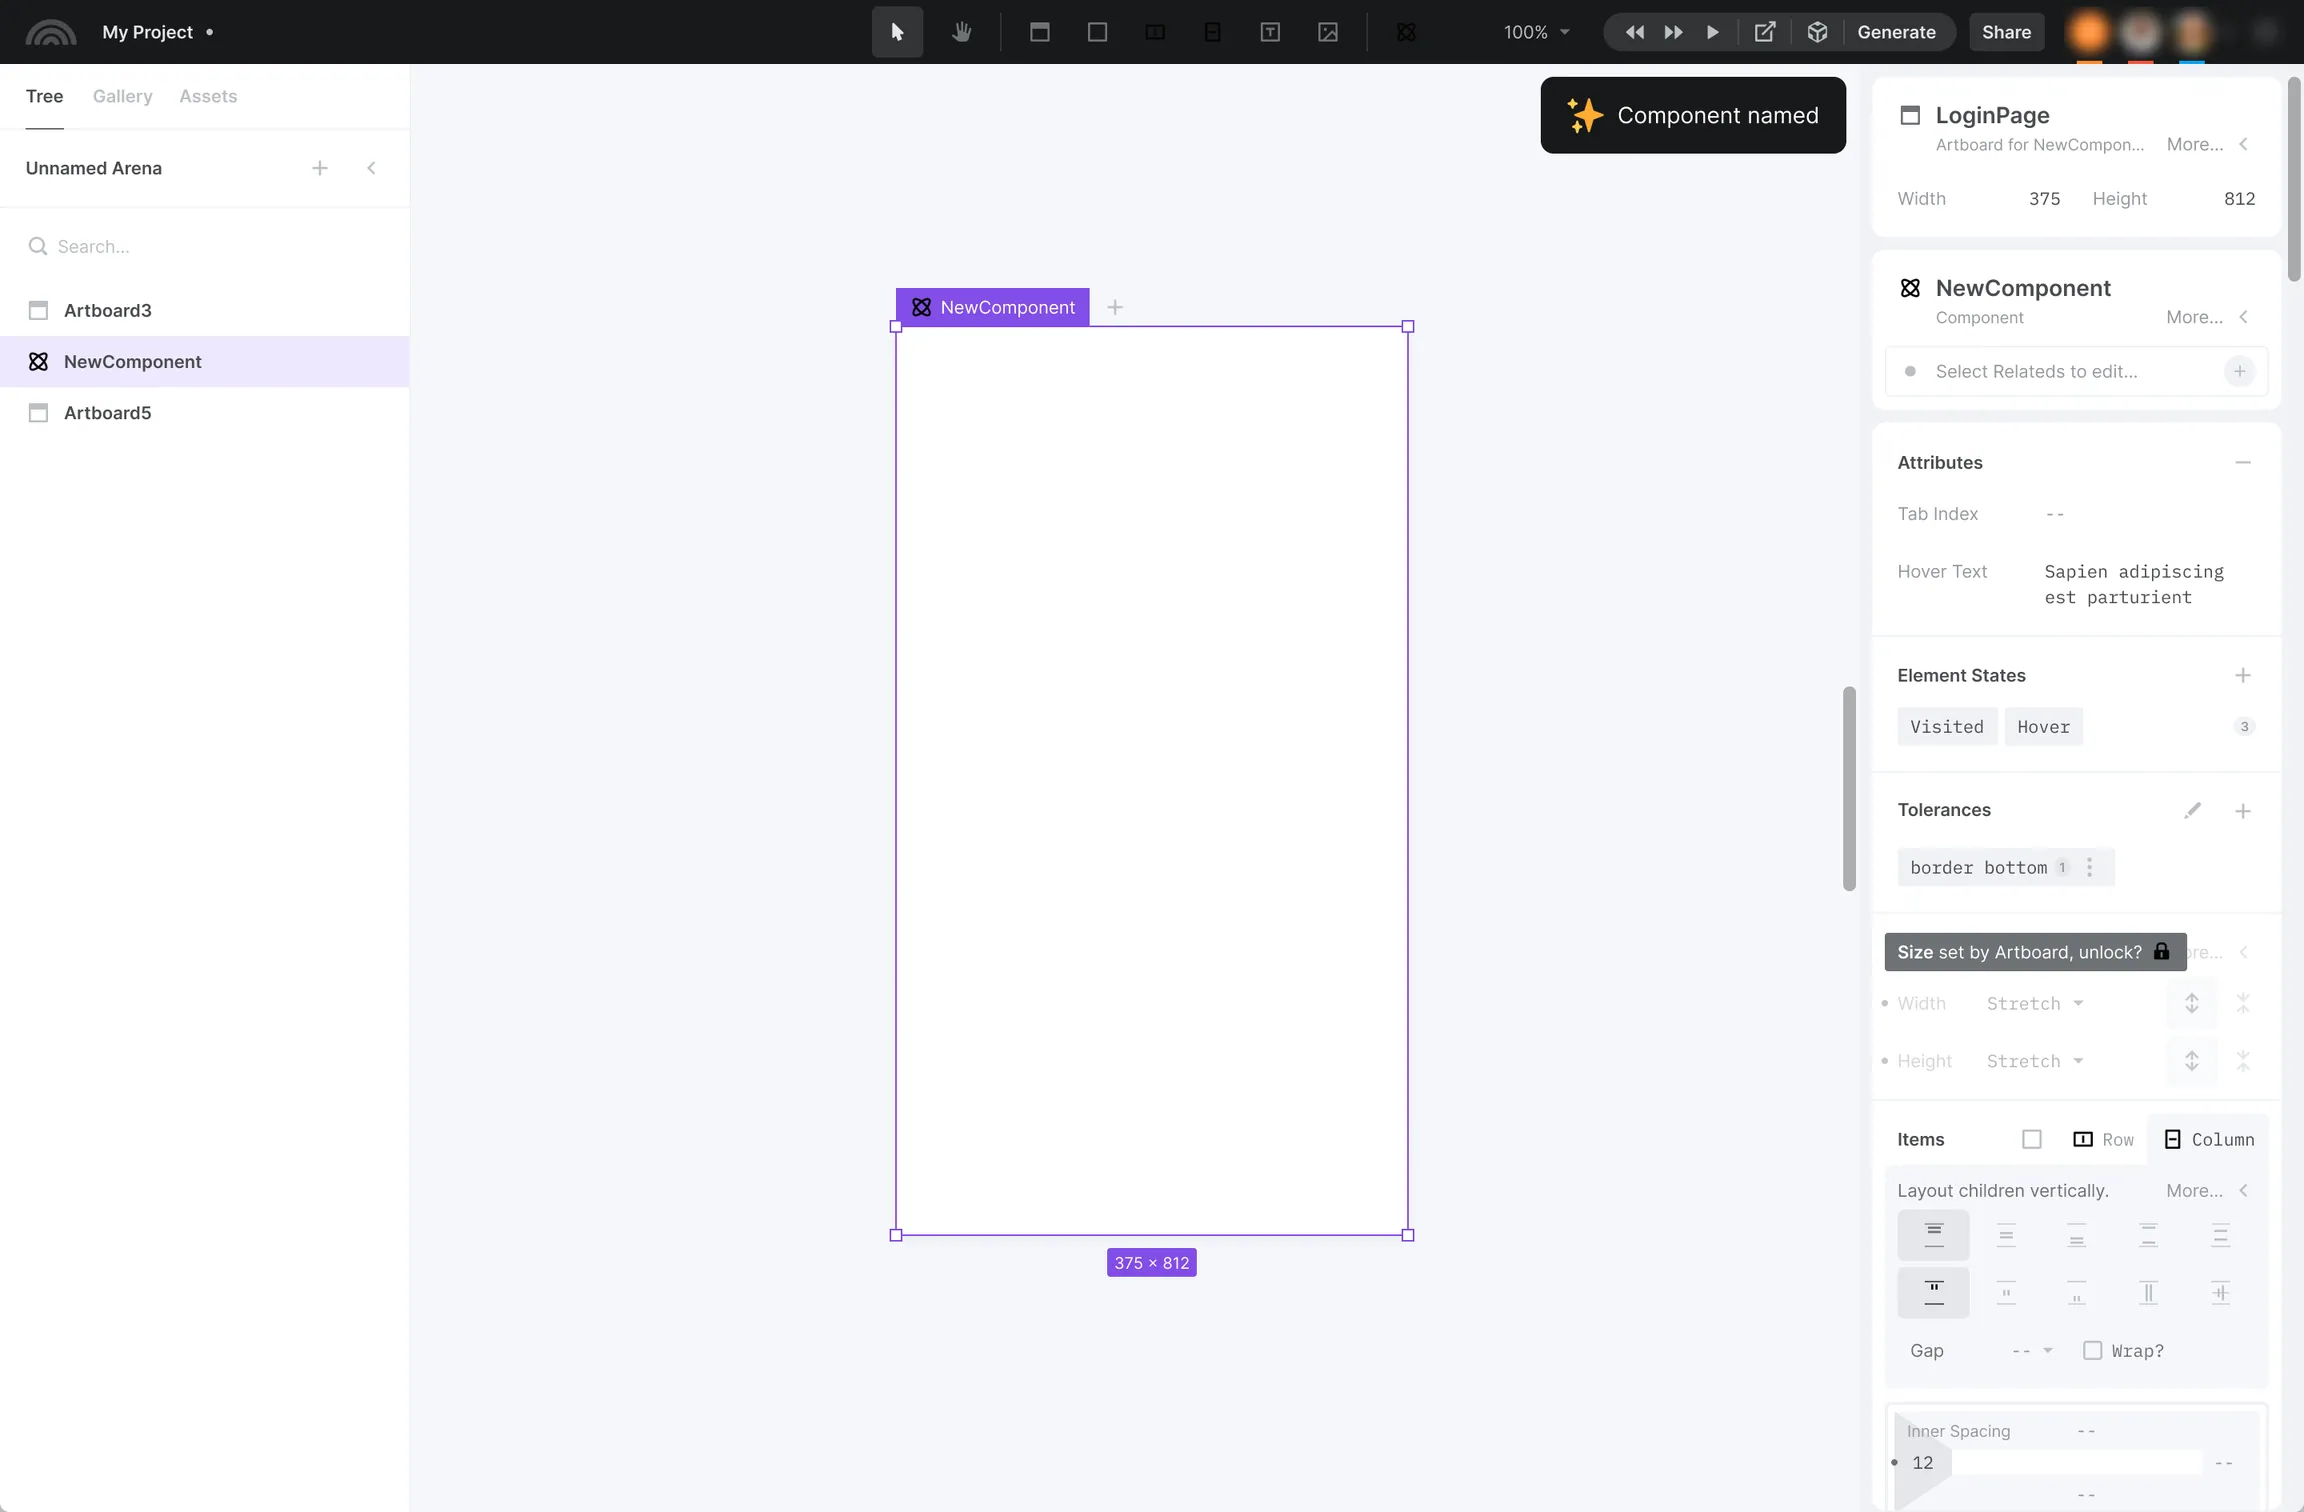 My Project
100%
Generate
Share
Tree
Gallery
Assets
Unnamed Arena
Search...
Artboard3
NewComponent
Artboard5
Component named
NewComponent
375 × 812
LoginPage
Artboard for NewCompon...
More...
Width
375
Height
812
NewComponent
Component
More...
Select Relateds to edit...
Attributes
Tab Index
--
Hover Text
Sapien adipiscing
est parturient
Element States
Visited
Hover
3
Tolerances
border bottom
1
Size set by Artboard, unlock?
ore...
Width
Stretch
Height
Stretch
Items
Row
Column
Layout children vertically.
More...
Gap
--
Wrap?
Inner Spacing
--
12
--
--